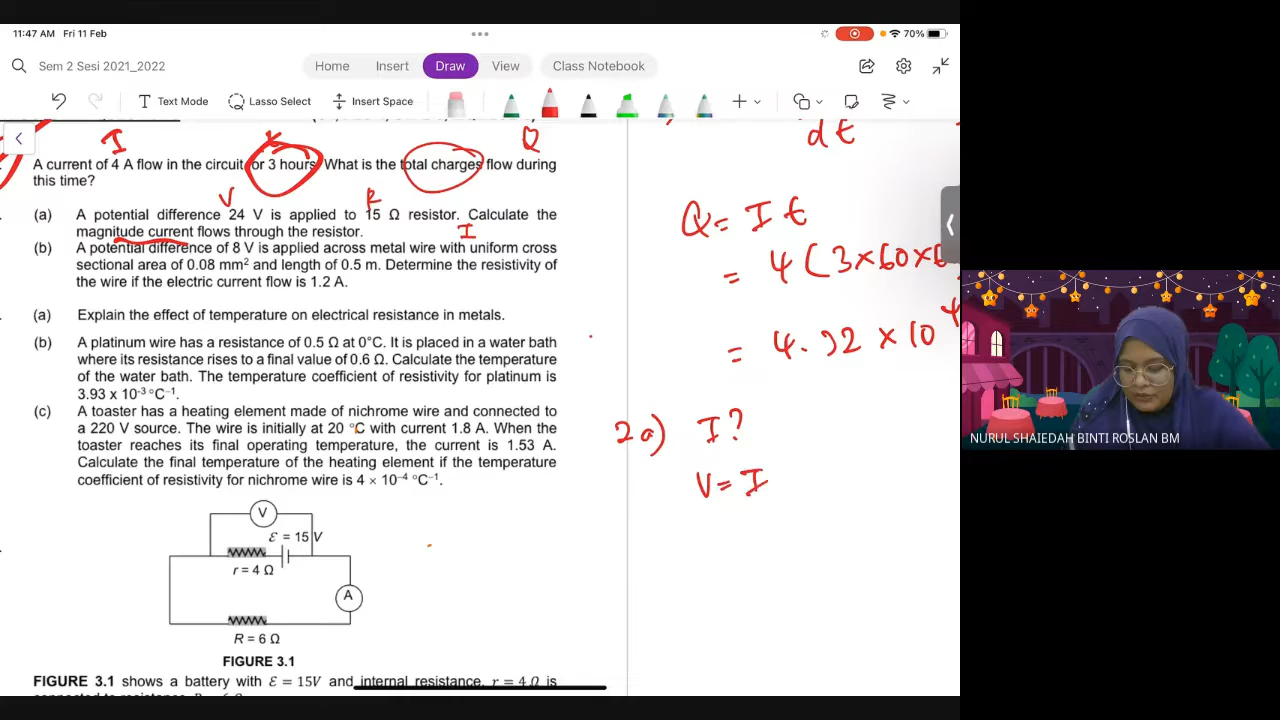 11:47 AM Fri 11 Feb
70%
Sem 2 Sesi 2021_2022
Home Insert Draw View Class Notebook
Text Mode Lasso Select Insert Space
I
Q
dt
A current of 4 A flow in the circuit for 3 hours. What is the total charges flow during
this time?
V
R
(a) A potential difference 24 V is applied to 15 Ω resistor. Calculate the
magnitude current flows through the resistor.
I
(b) A potential difference of 8 V is applied across metal wire with uniform cross
sectional area of 0.08 mm² and length of 0.5 m. Determine the resistivity of
the wire if the electric current flow is 1.2 A.
(a) Explain the effect of temperature on electrical resistance in metals.
(b) A platinum wire has a resistance of 0.5 Ω at 0°C. It is placed in a water bath
where its resistance rises to a final value of 0.6 Ω. Calculate the temperature
of the water bath. The temperature coefficient of resistivity for platinum is
3.93 x 10⁻³ °C⁻¹.
(c) A toaster has a heating element made of nichrome wire and connected to
a 220 V source. The wire is initially at 20 °C with current 1.8 A. When the
toaster reaches its final operating temperature, the current is 1.53 A.
Calculate the final temperature of the heating element if the temperature
coefficient of resistivity for nichrome wire is 4 × 10⁻⁴ °C⁻¹.
V
ℰ = 15 V
r = 4 Ω
A
R = 6 Ω
FIGURE 3.1
FIGURE 3.1 shows a battery with ℰ = 15V and internal resistance, r = 4 Ω is
Q = I t
= 4 (3×60×6
= 4.32 × 10⁴
2a) I?
V = I
NURUL SHAIEDAH BINTI ROSLAN BM